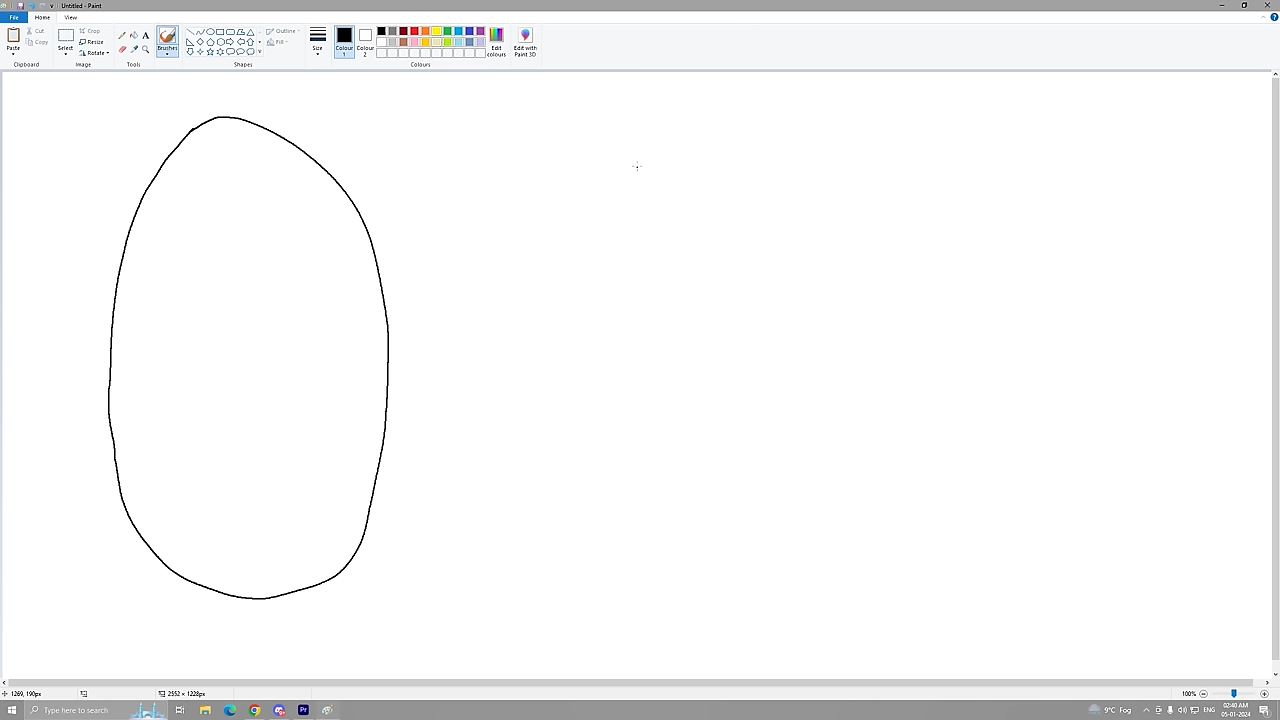 Untitled - Paint
File Home View
Paste
Cut
Copy
Clipboard
Select
Crop
Resize
Rotate
Image
A
Tools
Brushes
Outline
Fill
Shapes
Size
Colour 1
Colour 2
Edit colours
Colours
Edit with Paint 3D
1269, 190px
2552 × 1228px
100%
Type here to search
Pr
9°C Fog
ENG
02:40 AM
05-01-2024